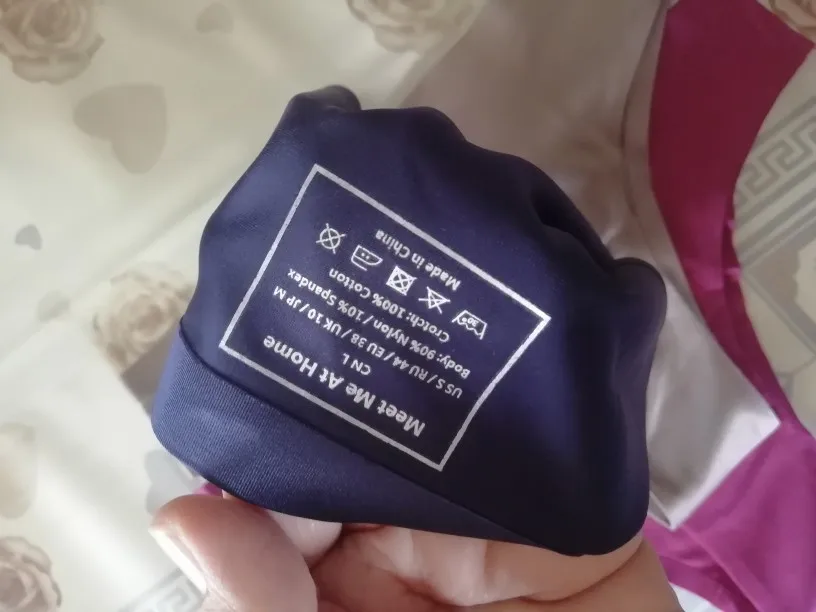 Meet Me At Home
CN L
US S / RU 44 / EU 38 / UK 10 / JP M
Body: 90% Nylon / 10% Spandex
Crotch: 100% Cotton
30°
Made in China